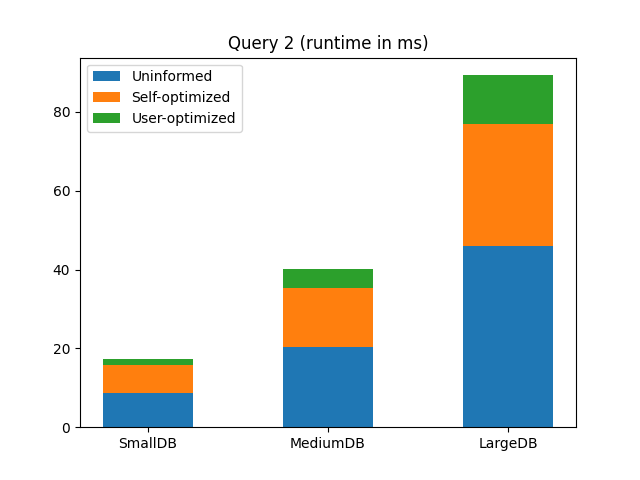 Query 2 (runtime in ms)
Uninformed
Self-optimized
User-optimized
80
60
40
20
0
SmallDB MediumDB LargeDB